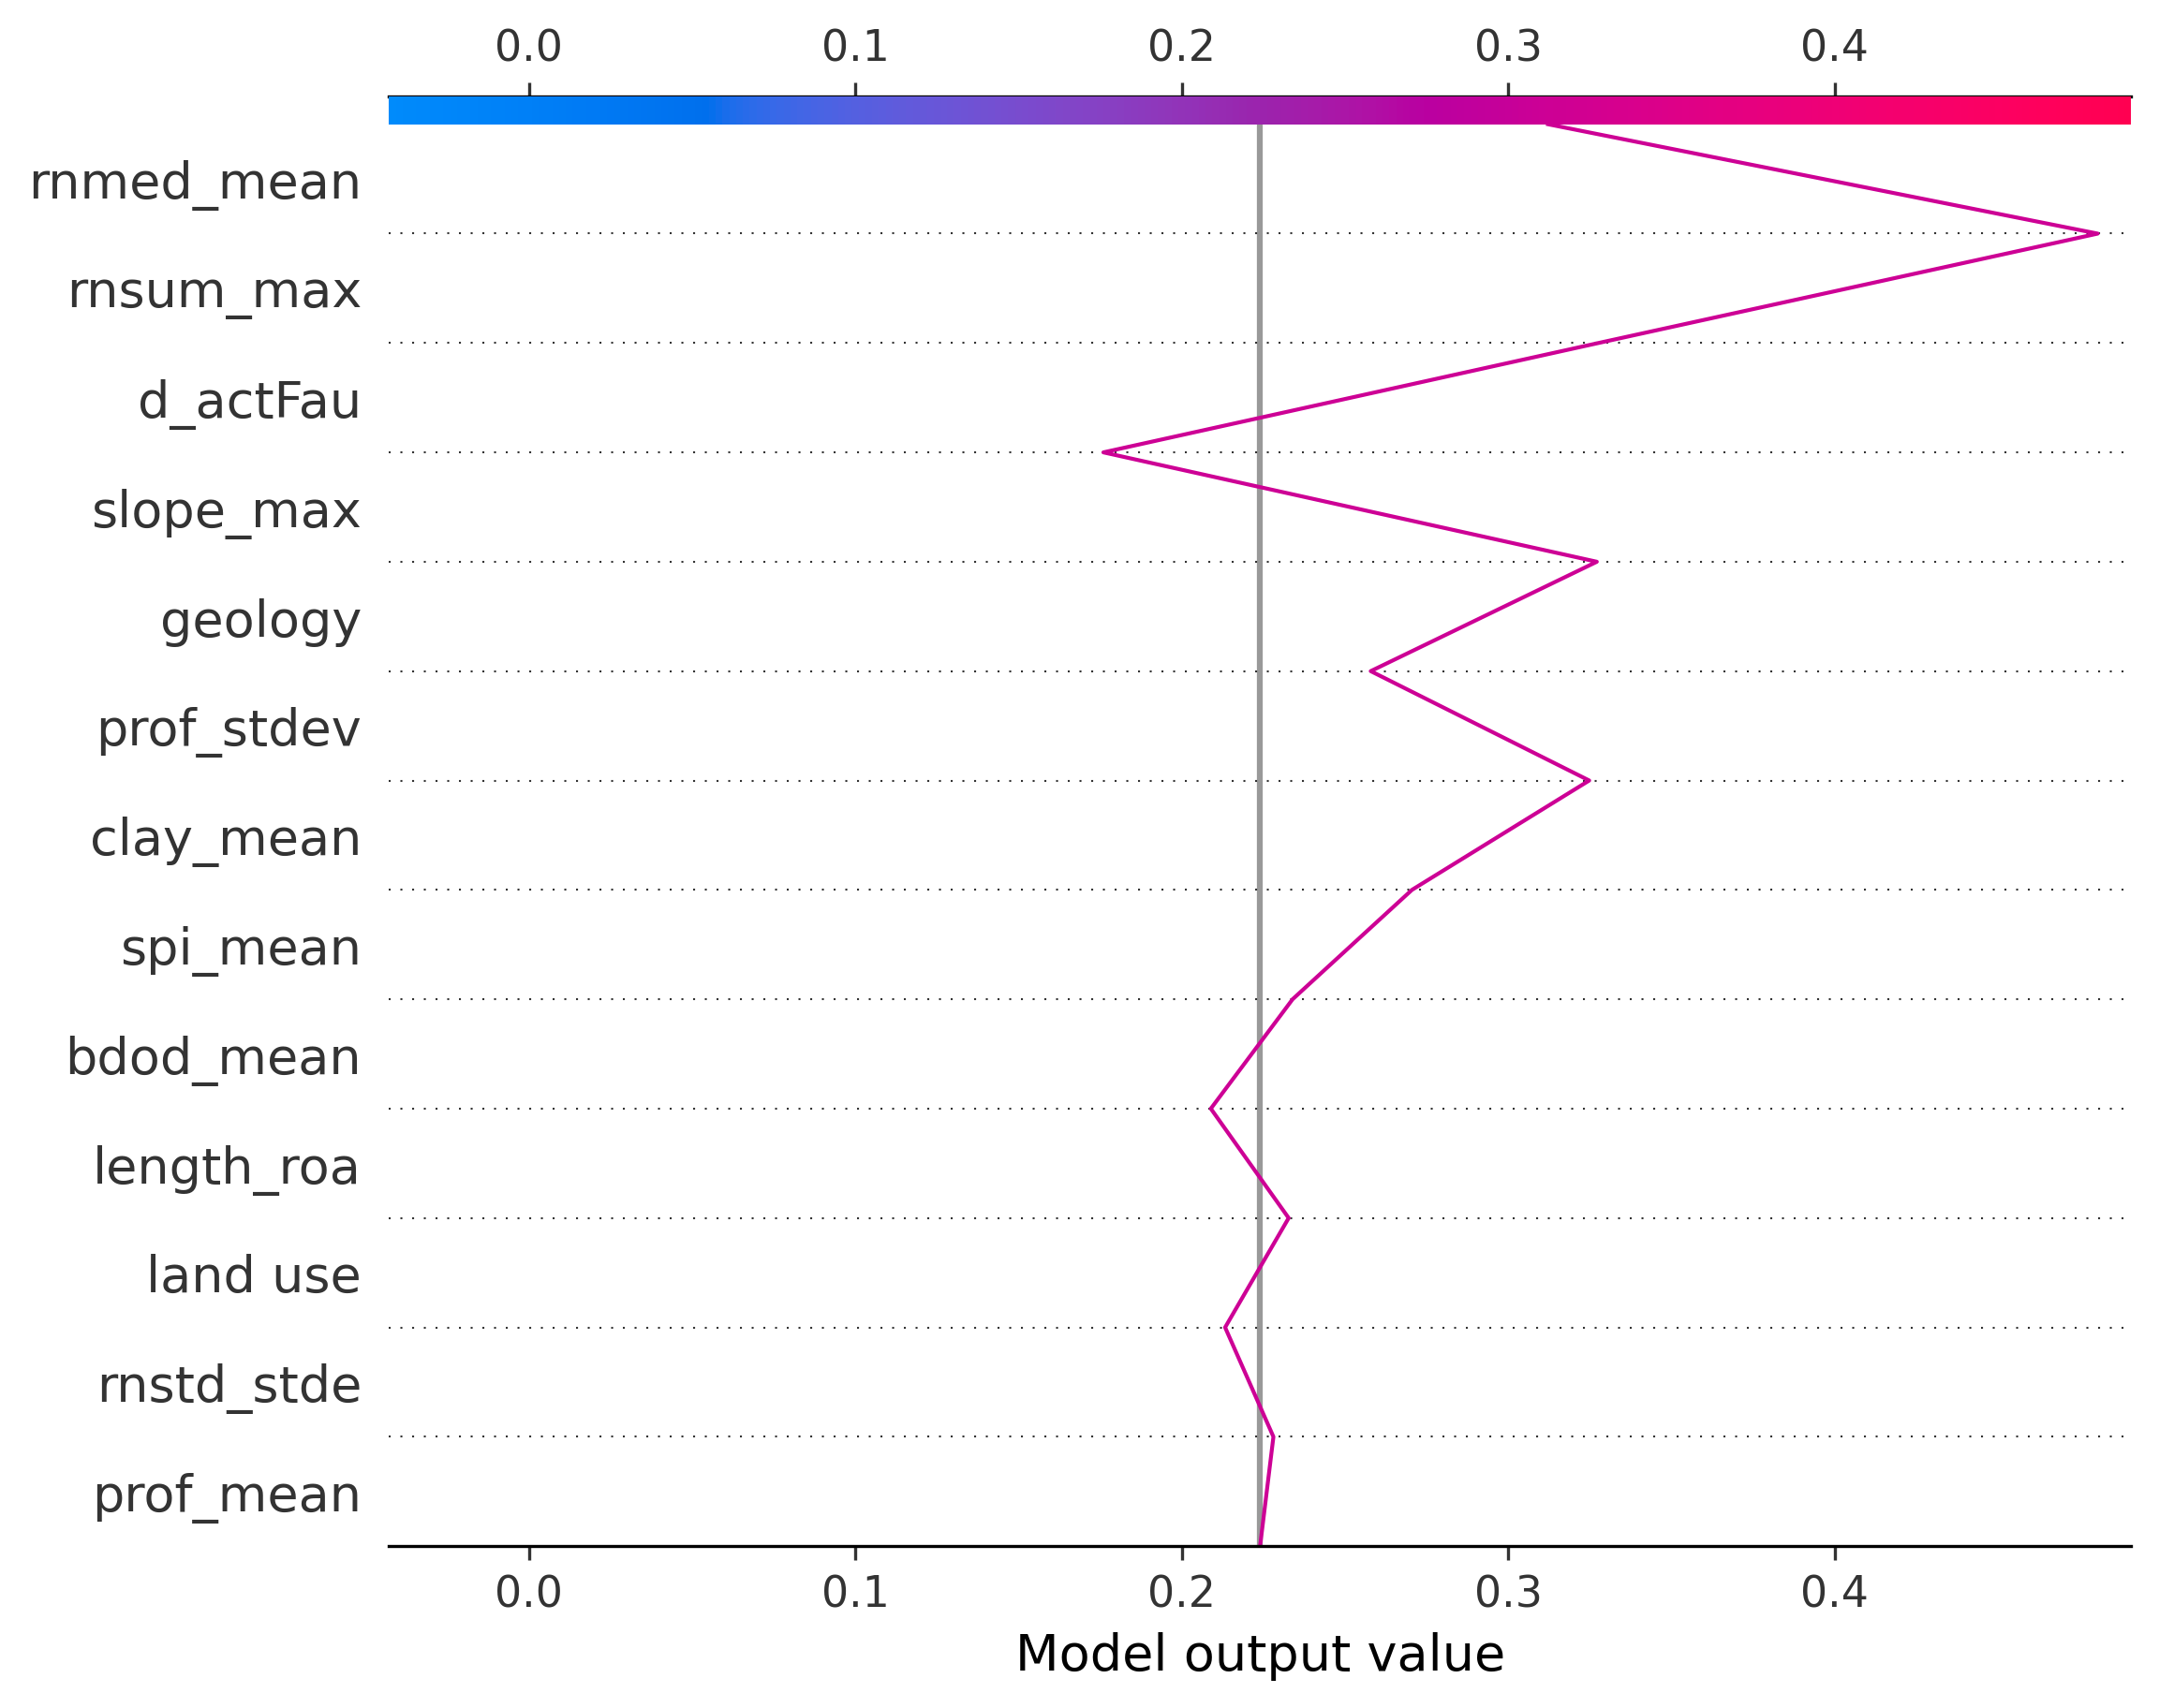 0.0 0.1 0.2 0.3 0.4
rnmed_mean
rnsum_max
d_actFau
slope_max
geology
prof_stdev
clay_mean
spi_mean
bdod_mean
length_roa
land use
rnstd_stde
prof_mean
0.0 0.1 0.2 0.3 0.4
Model output value